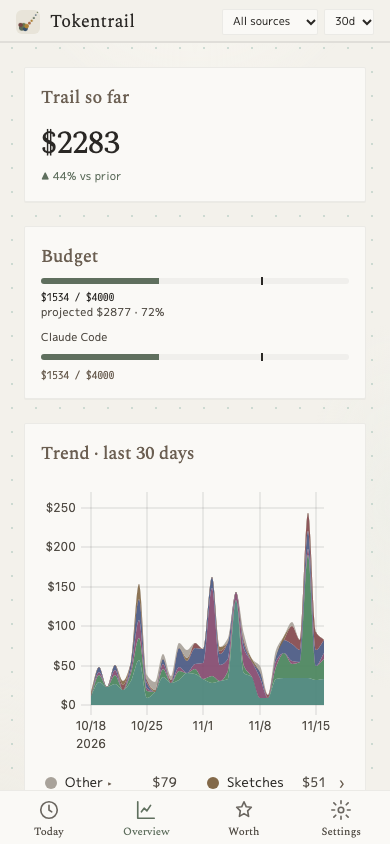 Tokentrail
All sources
30d
Trail so far
$2283
▲ 44% vs prior
Budget
$1534 / $4000
projected $2877 · 72%
Claude Code
$1534 / $4000
Trend · last 30 days
$250
$200
$150
$100
$50
$0
10/18 10/25 11/1 11/8 11/15
2026
Other ▸ $79 Sketches $51 ›
Today Overview Worth Settings